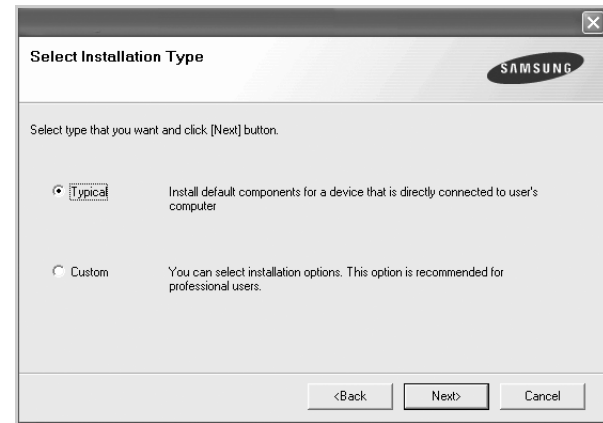 Select Installation Type
SAMSUNG
Select type that you want and click [Next] button.
Typical
Install default components for a device that is directly connected to user's
computer
Custom
You can select installation options. This option is recommended for
professional users.
<Back
Next>
Cancel